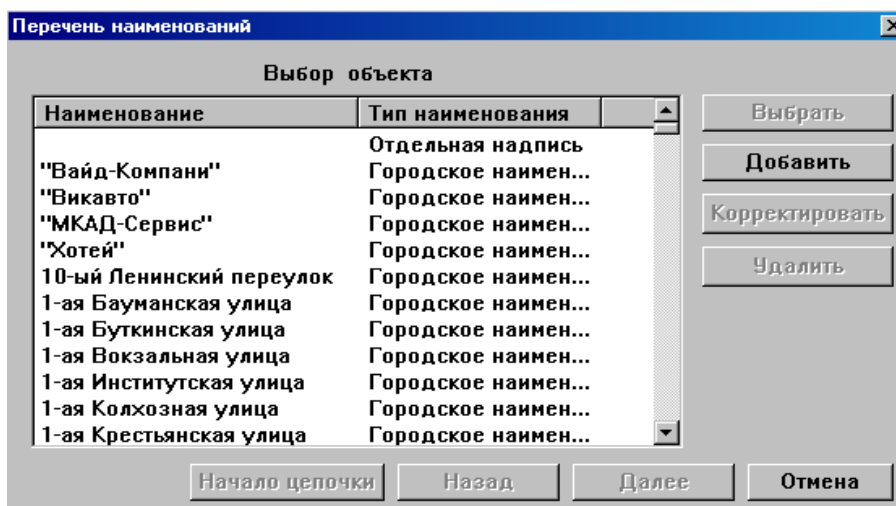 Перечень наименований
Выбор объекта
Наименование Тип наименования
Отдельная надпись
"Вайд-Компани" Городское наимен...
"Викавто" Городское наимен...
"МКАД-Сервис" Городское наимен...
"Хотей" Городское наимен...
10-ый Ленинский переулок Городское наимен...
1-ая Бауманская улица Городское наимен...
1-ая Буткинская улица Городское наимен...
1-ая Вокзальная улица Городское наимен...
1-ая Институтская улица Городское наимен...
1-ая Колхозная улица Городское наимен...
1-ая Крестьянская улица Городское наимен...
Выбрать
Добавить
Корректировать
Удалить
Начало цепочки Назад Далее Отмена